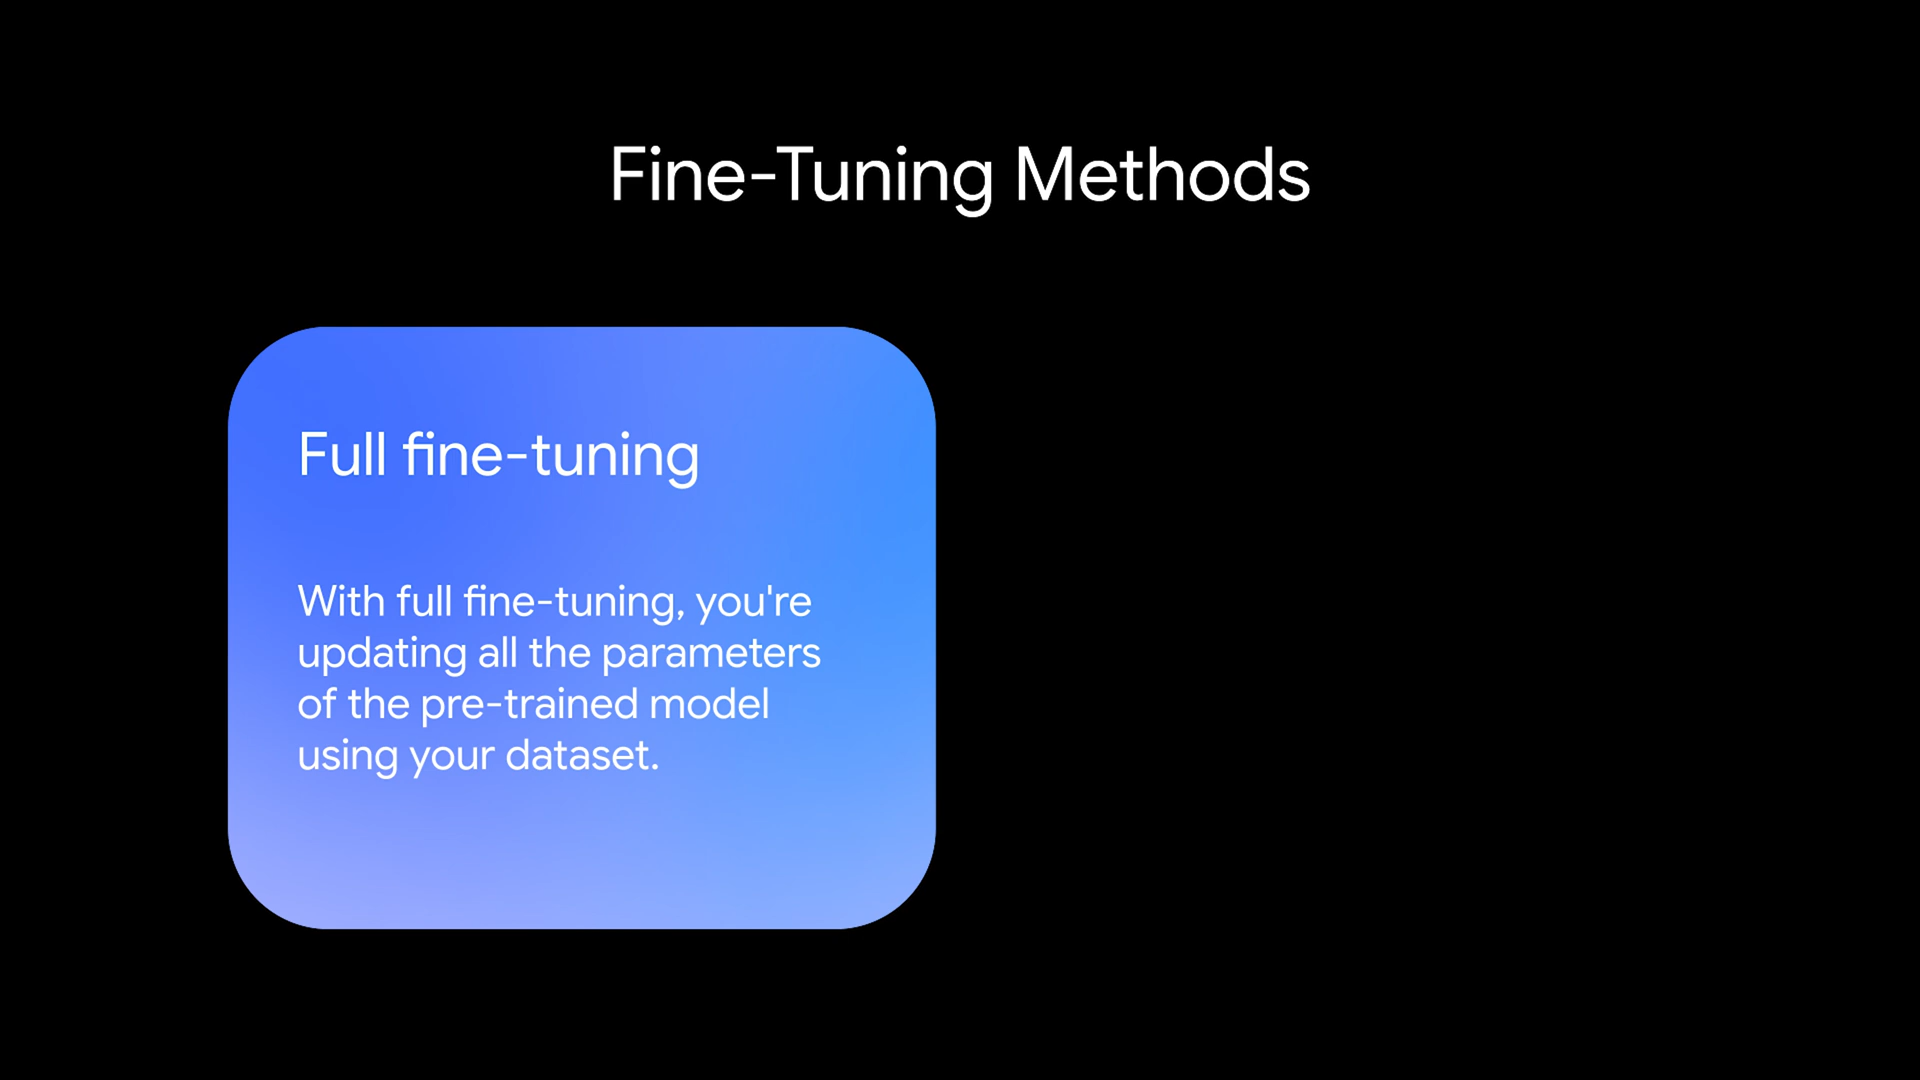 Fine-Tuning Methods
Full fine-tuning
With full fine-tuning, you're
updating all the parameters
of the pre-trained model
using your dataset.